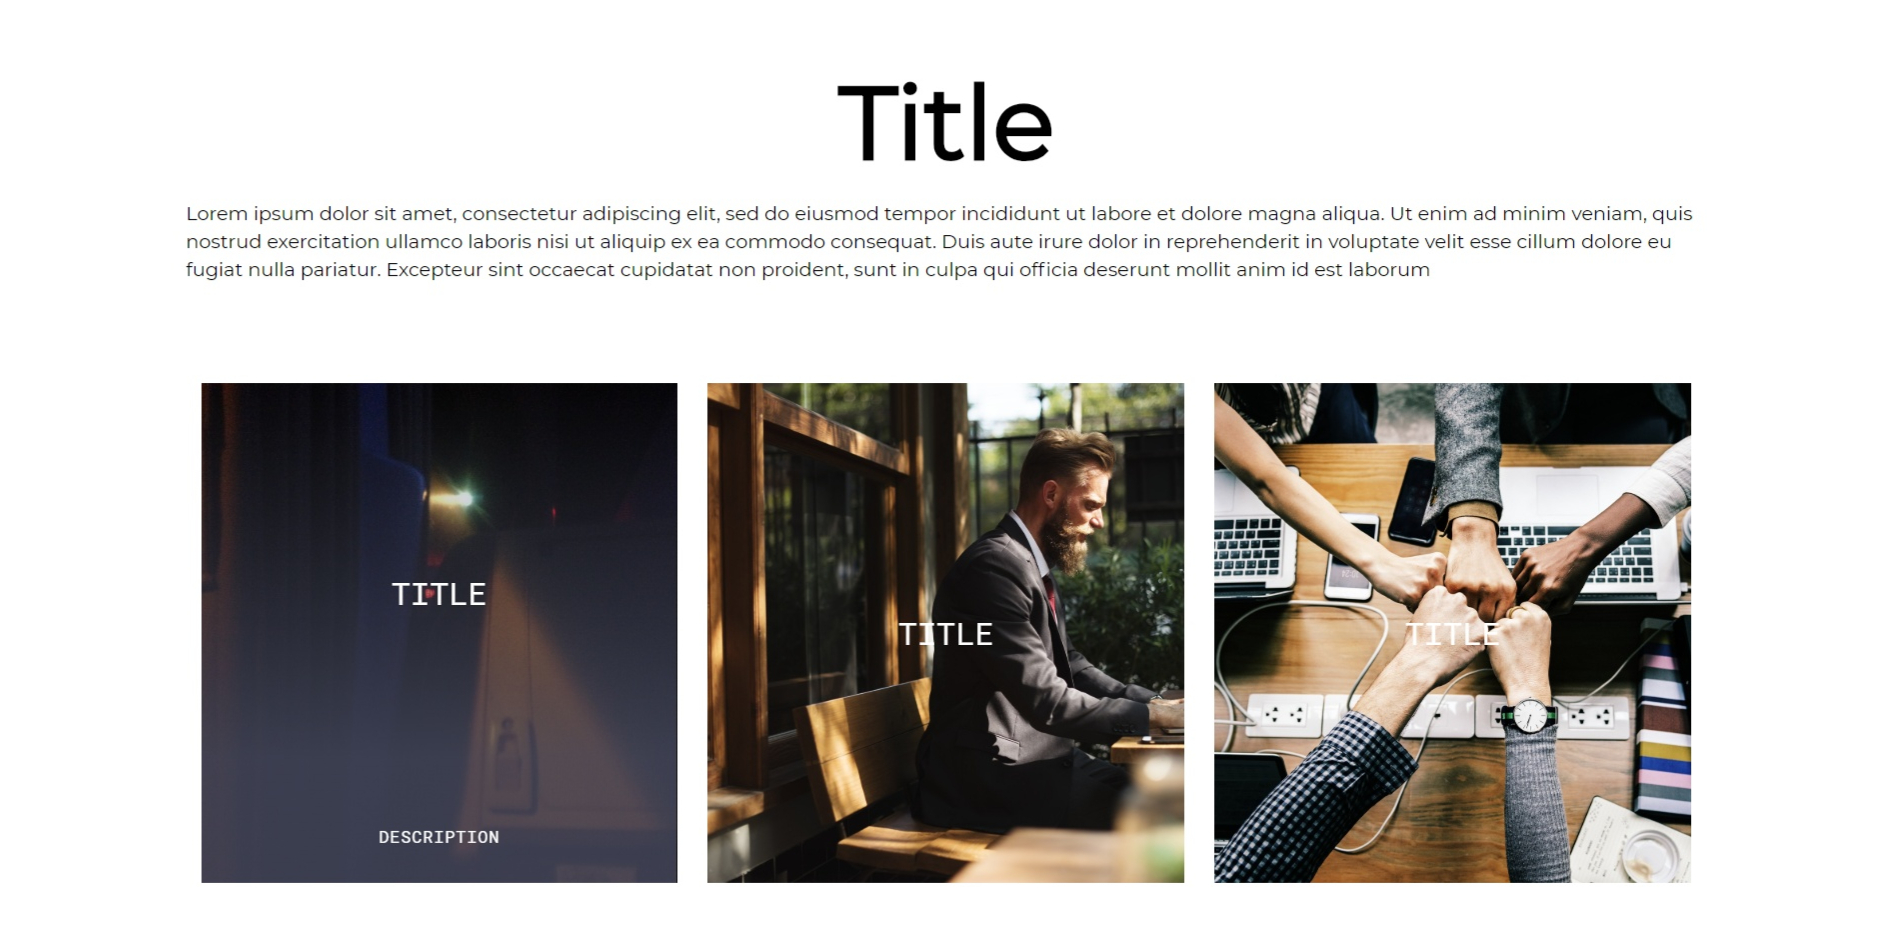 Title
Lorem ipsum dolor sit amet, consectetur adipiscing elit, sed do eiusmod tempor incididunt ut labore et dolore magna aliqua. Ut enim ad minim veniam, quis
nostrud exercitation ullamco laboris nisi ut aliquip ex ea commodo consequat. Duis aute irure dolor in reprehenderit in voluptate velit esse cillum dolore eu
fugiat nulla pariatur. Excepteur sint occaecat cupidatat non proident, sunt in culpa qui officia deserunt mollit anim id est laborum
TITLE
DESCRIPTION
TITLE
TITLE